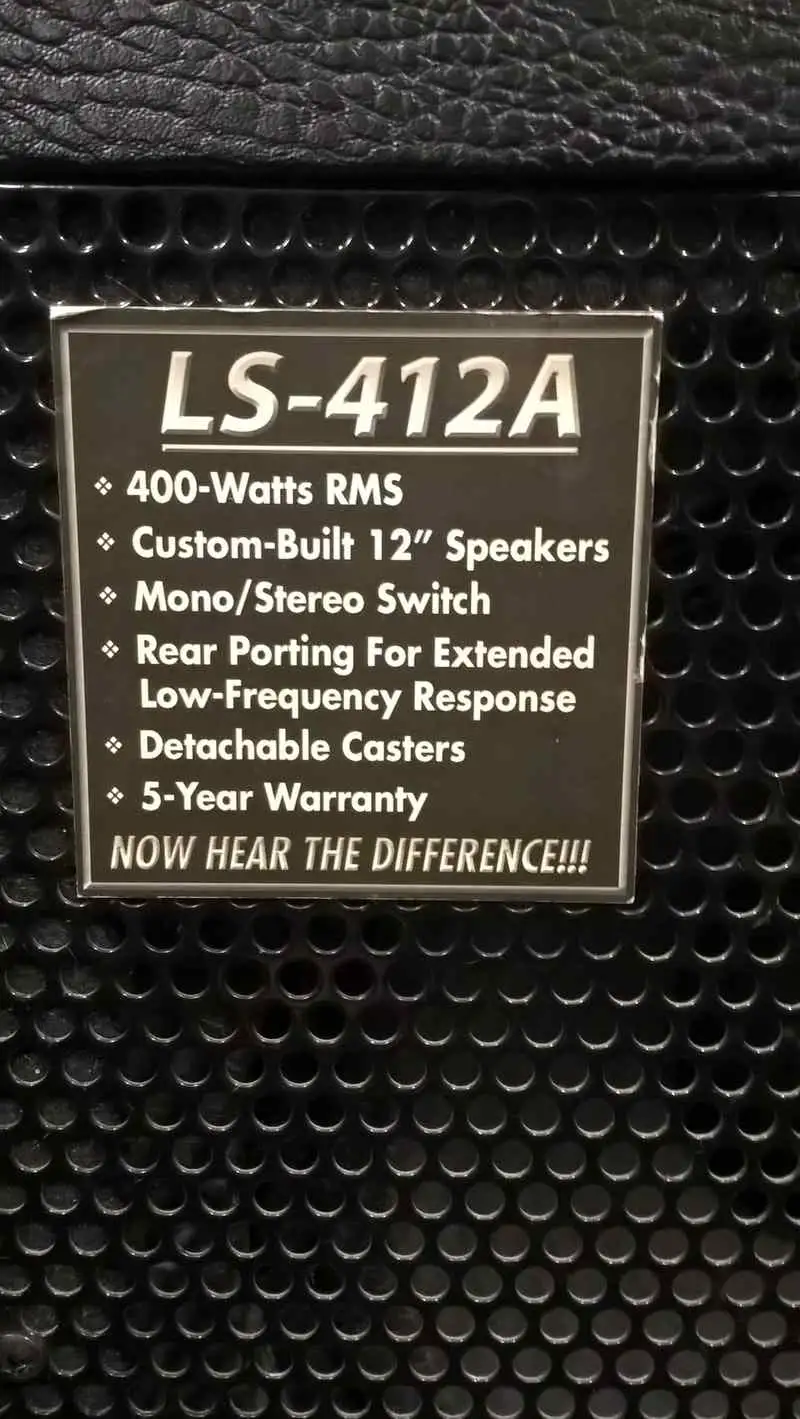 LS-412A
❖ 400-Watts RMS
❖ Custom-Built 12” Speakers
❖ Mono/Stereo Switch
❖ Rear Porting For Extended
Low-Frequency Response
❖ Detachable Casters
❖ 5-Year Warranty
NOW HEAR THE DIFFERENCE!!!